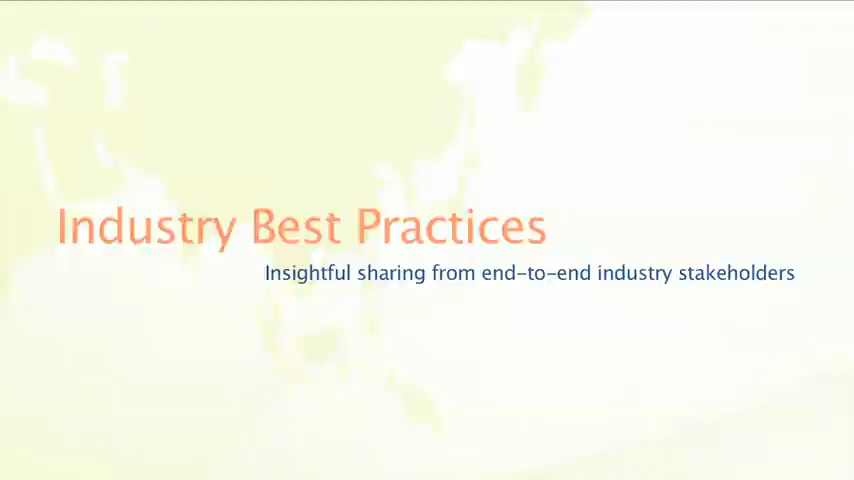 Industry Best Practices
Insightful sharing from end-to-end industry stakeholders